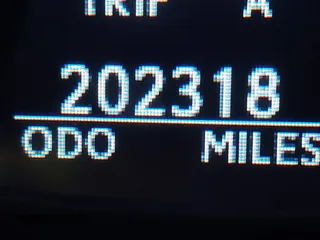 TRIP A
202318
ODO MILES